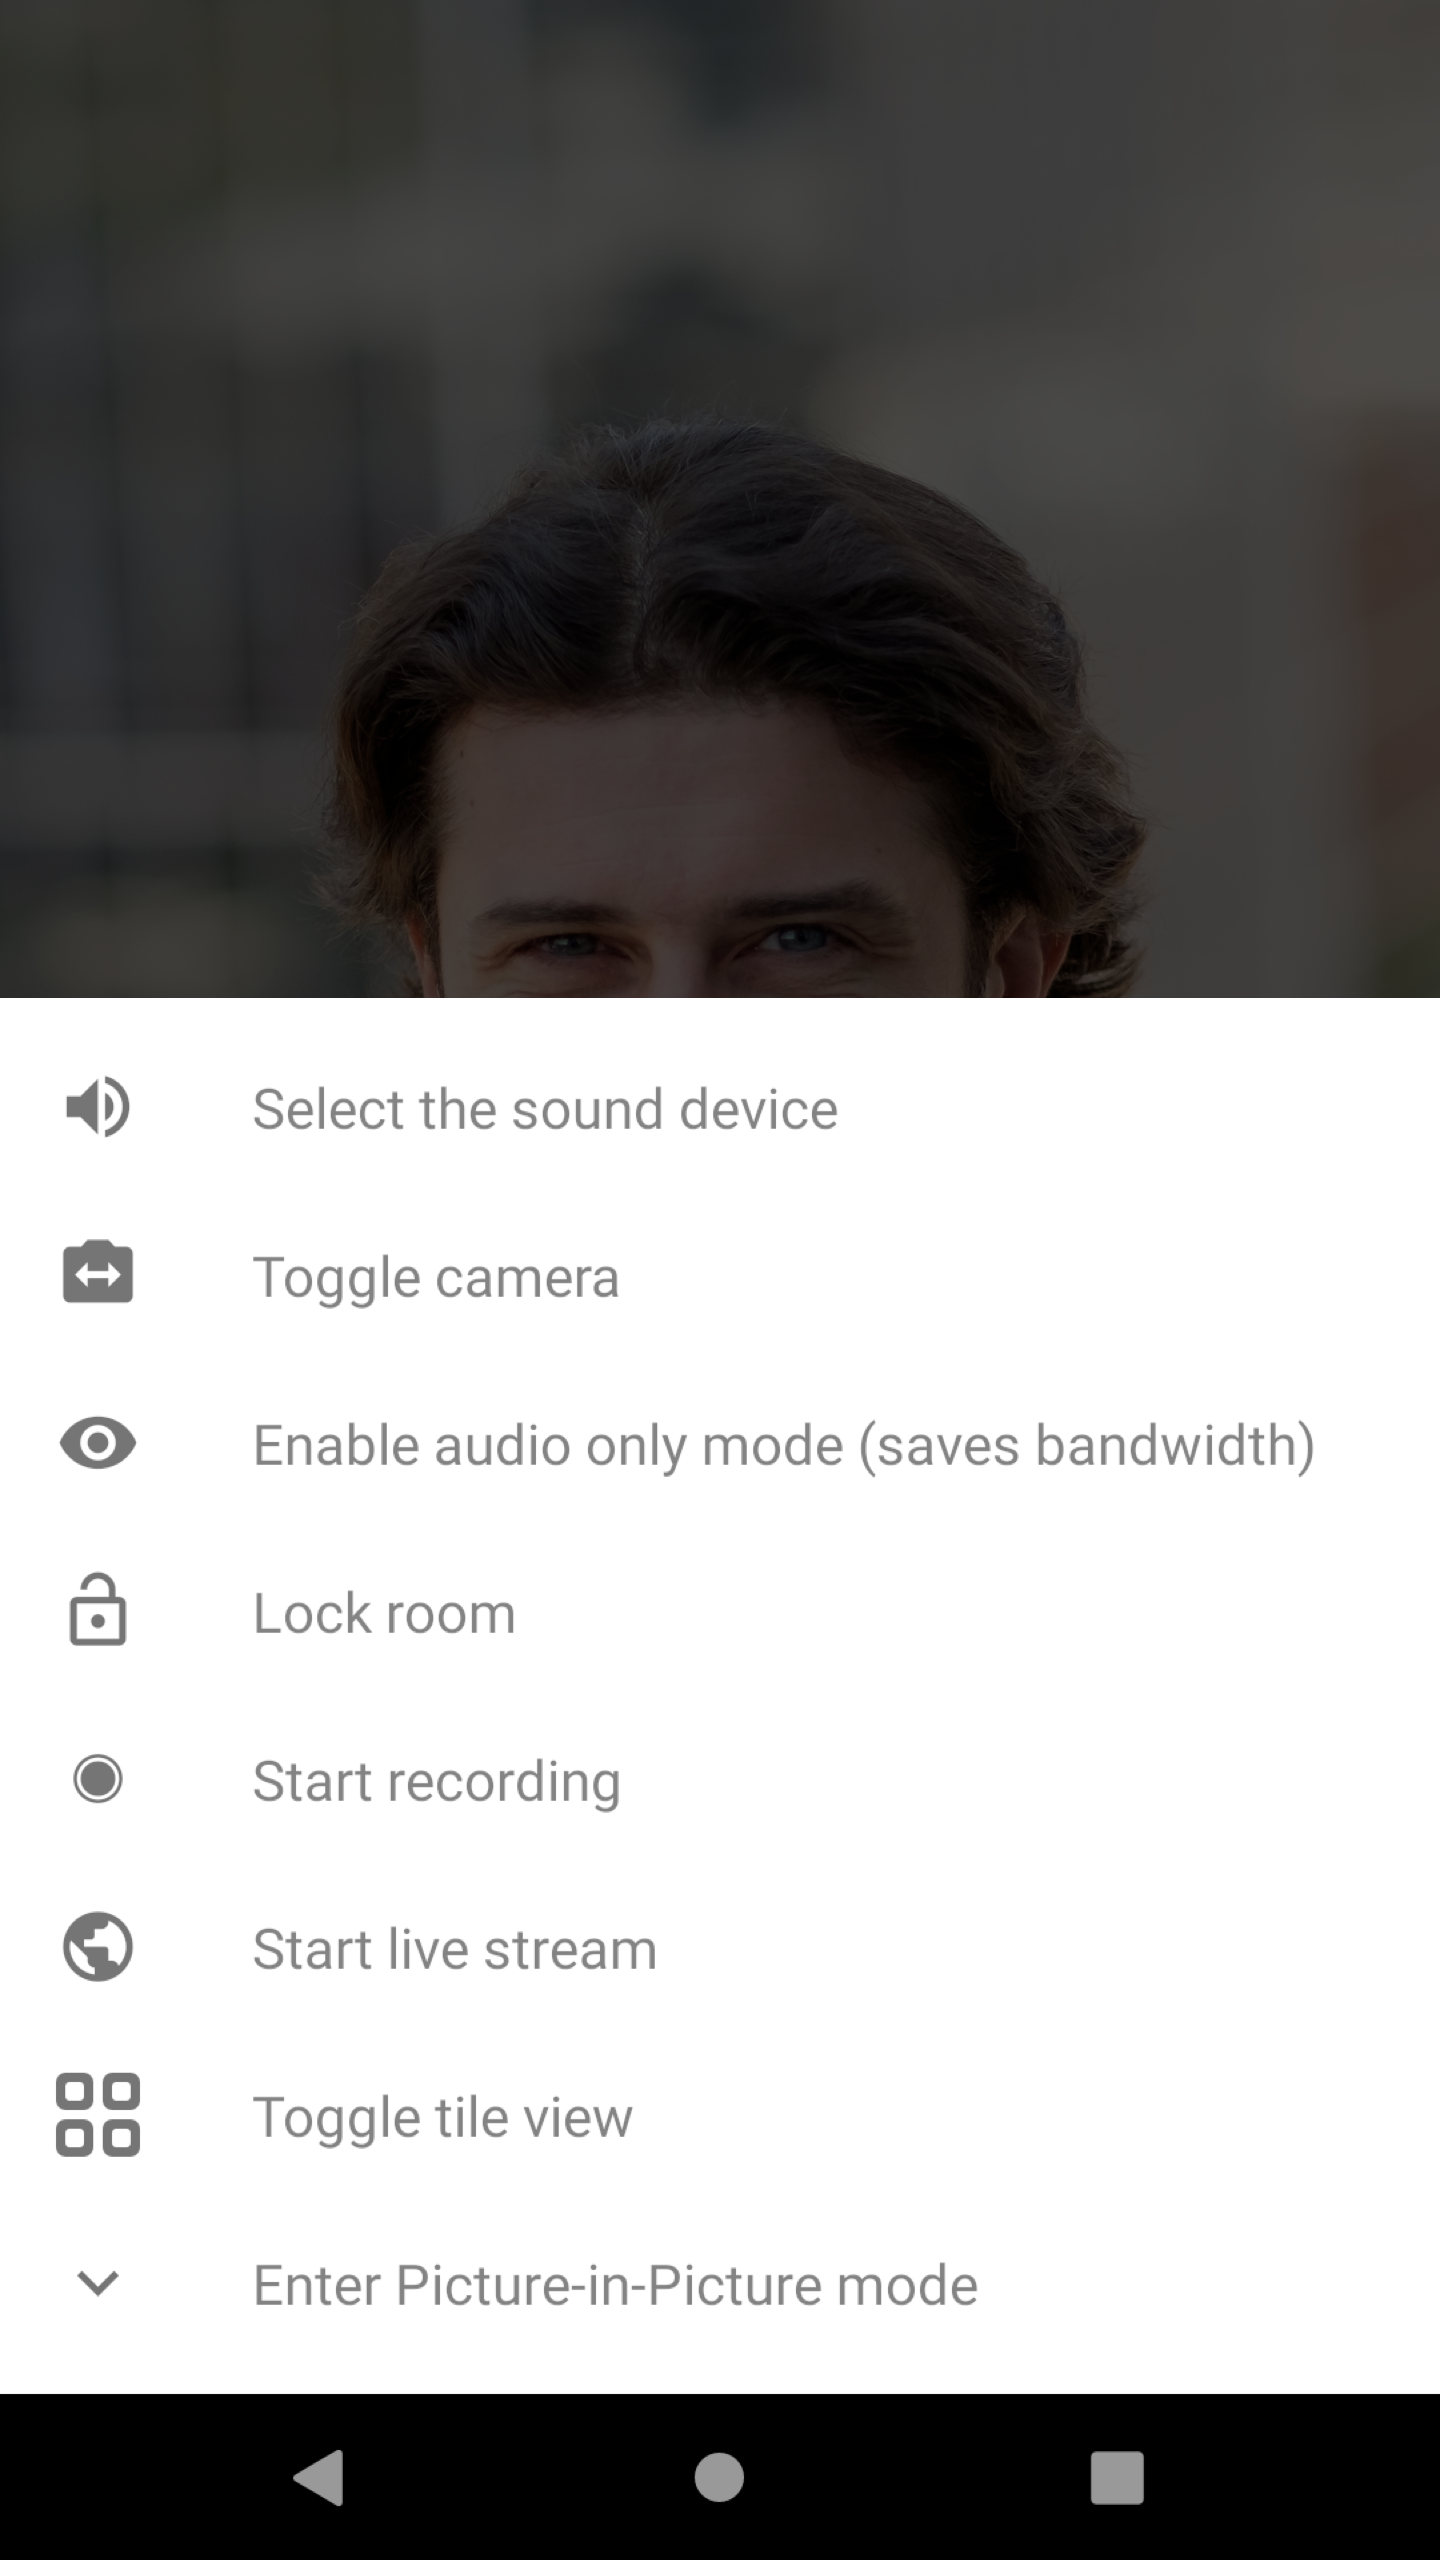 Select the sound device
Toggle camera
Enable audio only mode (saves bandwidth)
Lock room
Start recording
Start live stream
Toggle tile view
Enter Picture-in-Picture mode